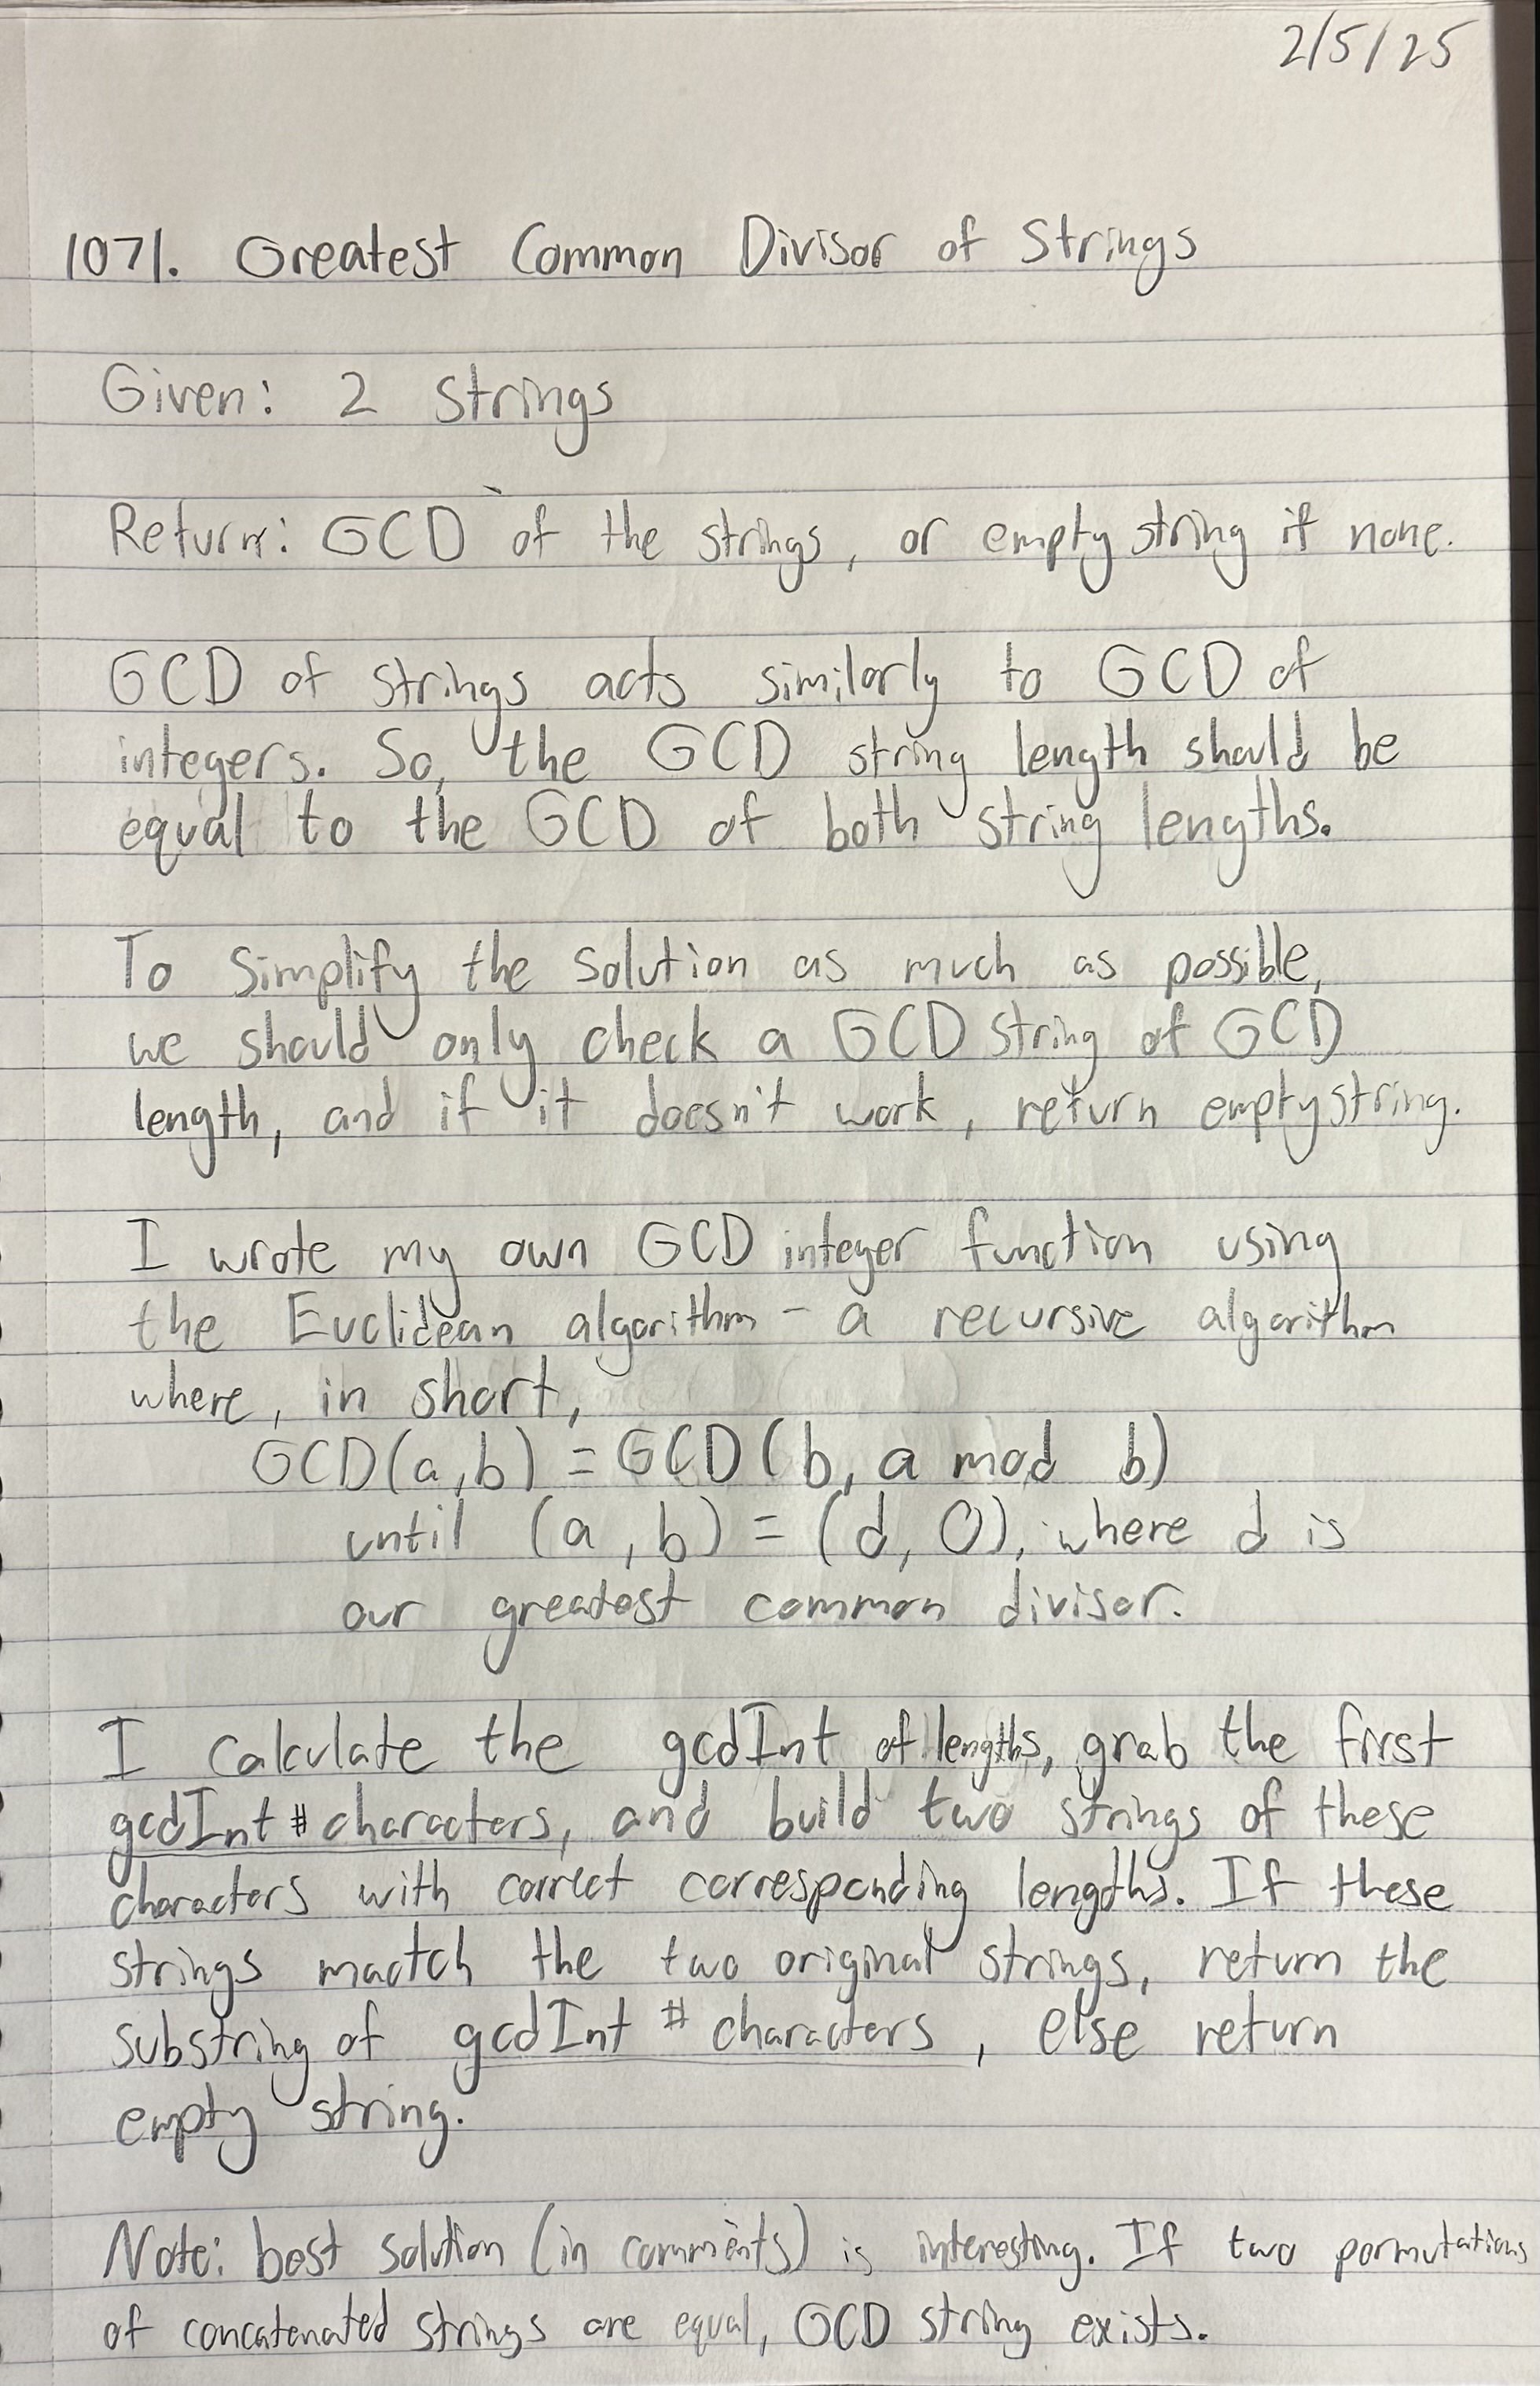 2/5/25
1071. Greatest Common Divisor of Strings
Given: 2 strings
Return: GCD of the strings, or empty string if none.
GCD of strings acts similarly to GCD of
integers. So, the GCD string length should be
equal to the GCD of both string lengths.
To simplify the solution as much as possible,
we should only check a GCD string of GCD
length, and if it doesn't work, return empty string.
I wrote my own GCD integer function using
the Euclidean algorithm - a recursive algorithm
where, in short,
GCD(a,b) = GCD(b, a mod b)
until (a, b) = (d, 0), where d is
our greatest common divisor.
I calculate the gcdInt of lengths, grab the first
gcdInt # characters, and build two strings of these
characters with correct corresponding lengths. If these
strings mactch the two original strings, return the
substring of gcdInt # characters, else return
empty string.
Note: best solution (in comments) is interesting. If two permutations
of concatenated strings are equal, GCD string exists.